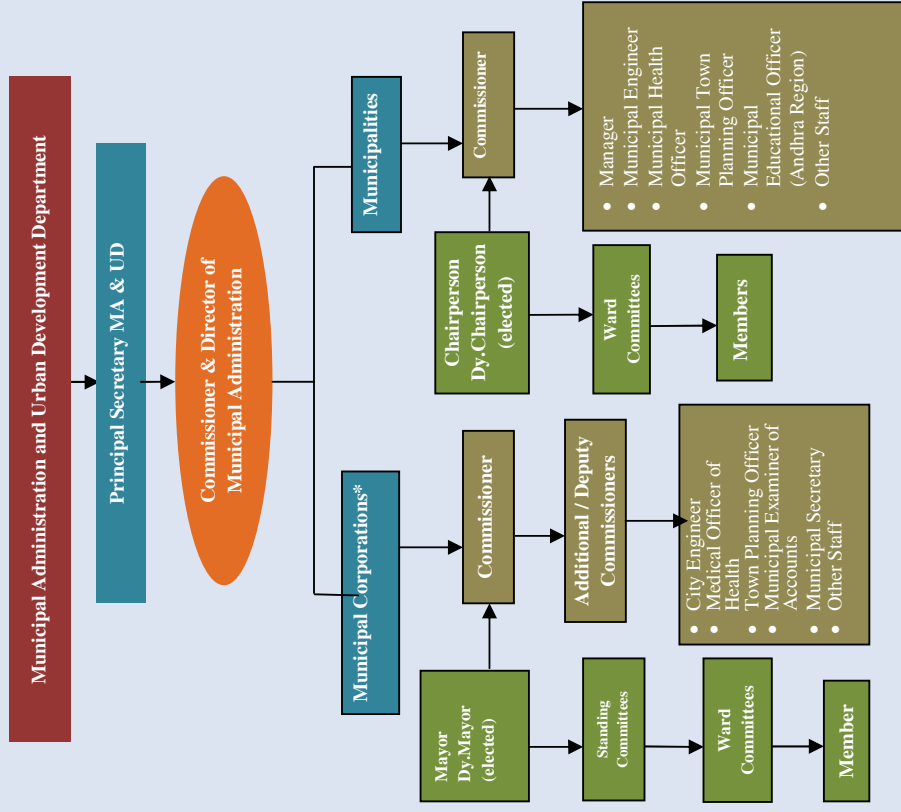 Municipal Administration and Urban Development Department
Principal Secretary MA & UD
Commissioner & Director of
Municipal Administration
Municipal Corporations*
Municipalities
Mayor
Dy.Mayor
(elected)
Commissioner
Standing
Committees
Ward
Committees
Member
Additional / Deputy
Commissioners
• City Engineer
• Medical Officer of
Health
• Town Planning Officer
• Municipal Examiner of
Accounts
• Municipal Secretary
• Other Staff
Chairperson
Dy.Chairperson
(elected)
Commissioner
Ward
Committees
Members
• Manager
• Municipal Engineer
• Municipal Health
Officer
• Municipal Town
Planning Officer
• Municipal
Educational Officer
(Andhra Region)
• Other Staff